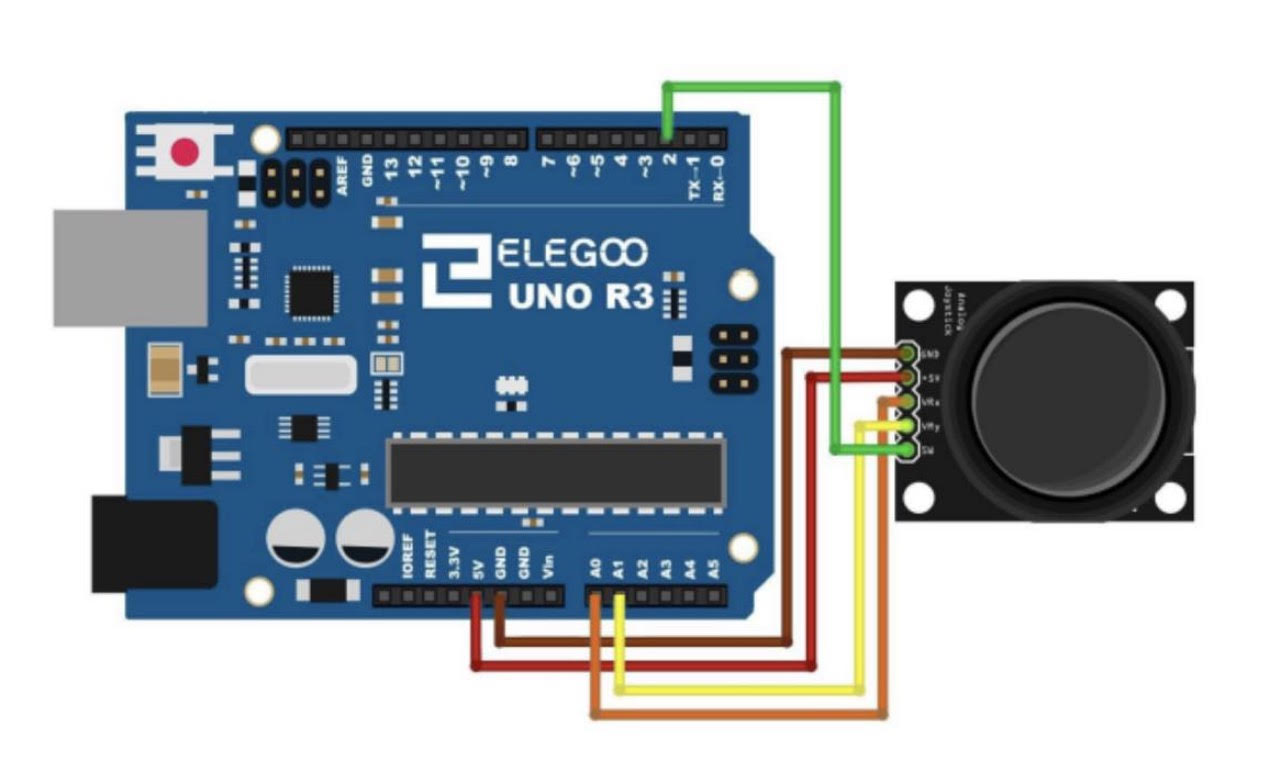 AREF
GND
13
12
~11
~10
~9
8
7
~6
~5
4
~3
2
TX→1
RX←0
ELEGOO
UNO R3
Analog
Joystick
GND
+5V
VRx
VRy
SW
IOREF
RESET
3.3V
5V
GND
GND
Vin
A0
A1
A2
A3
A4
A5